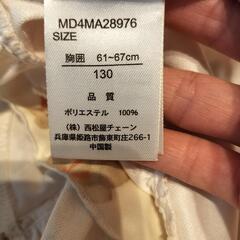 MD4MA28976
SIZE
胸囲 61~67cm
130
品質
ポリエステル 100%
(株)西松屋チェーン
兵庫県姫路市飾東町庄266-1
中国製